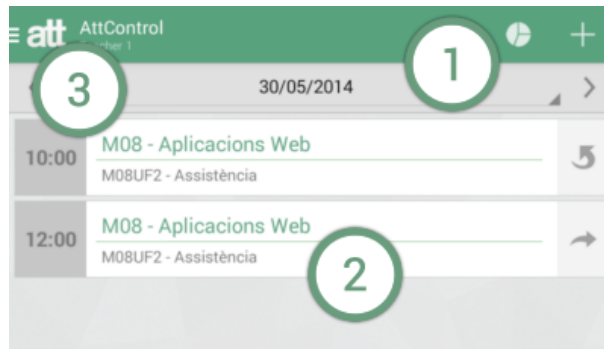 att AttControl
1
3
30/05/2014
10:00
M08 - Aplicacions Web
M08UF2 - Assistència
12:00
M08 - Aplicacions Web
M08UF2 - Assistència
2